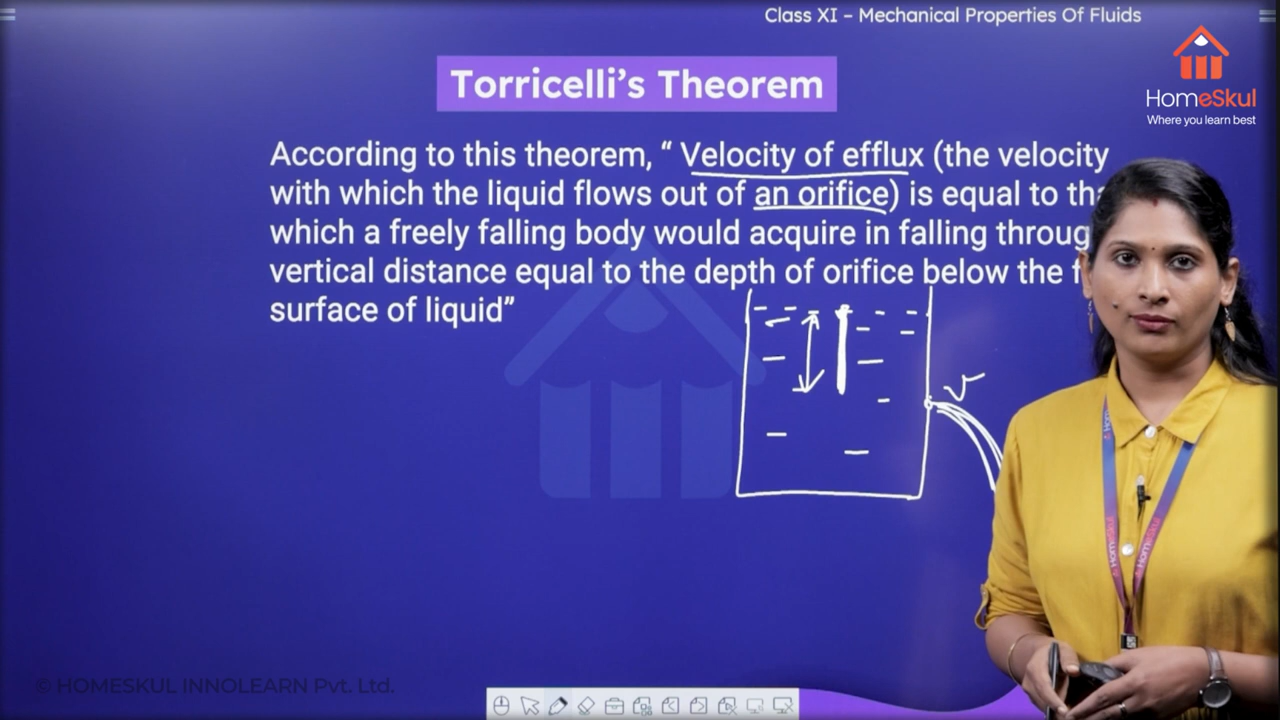 Class XI – Mechanical Properties Of Fluids
HomeSkul
Where you learn best
Torricelli's Theorem
According to this theorem, “ Velocity of efflux (the velocity
with which the liquid flows out of an orifice) is equal to
which a freely falling body would acquire in falling
vertical distance equal to the depth of orifice below the
surface of liquid”
v
© HOMESKUL INNOLEARN Pvt. Ltd.